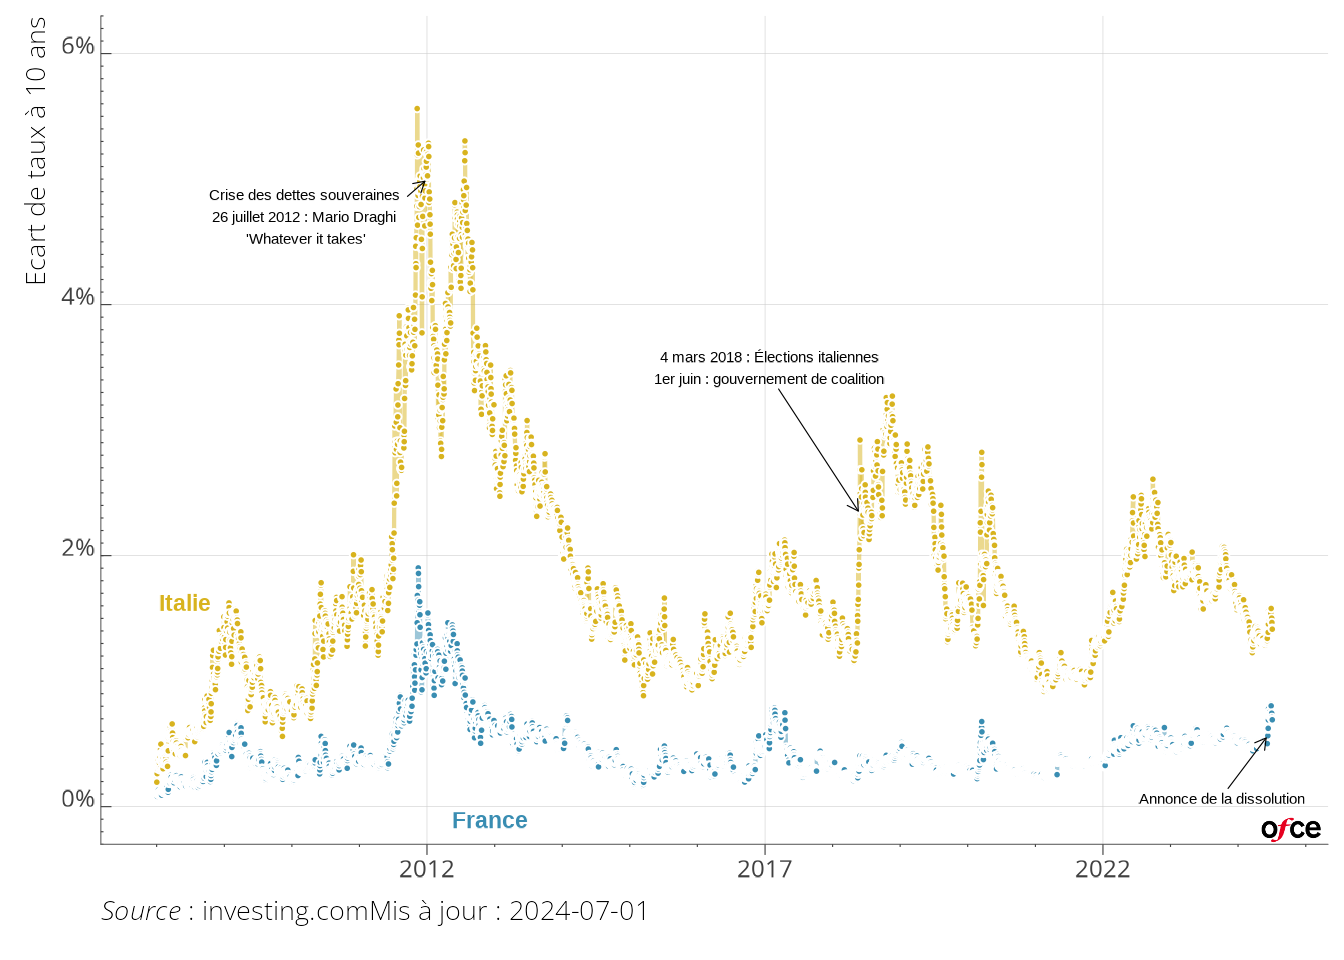 Ecart de taux à 10 ans
6%
4%
2%
0%
Crise des dettes souveraines
26 juillet 2012 : Mario Draghi
'Whatever it takes'
4 mars 2018 : Élections italiennes
1er juin : gouvernement de coalition
Italie
France
Annonce de la dissolution
ofce
2012
2017
2022
Source : investing.comMis à jour : 2024-07-01